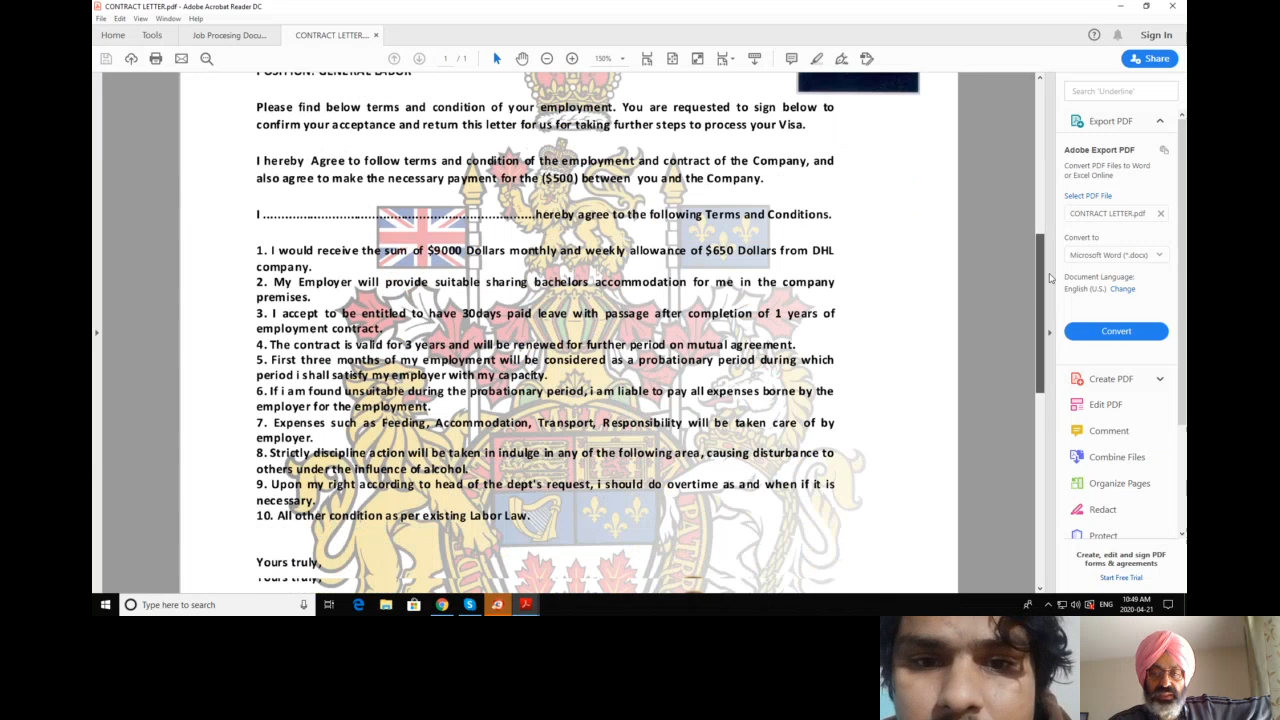 CONTRACT LETTER.pdf - Adobe Acrobat Reader DC
File Edit View Window Help
Home Tools Job Procesing Docu... CONTRACT LETTER.... ×
Sign In
150%
Share
POSITION: GENERAL LABOR
Please find below terms and condition of your employment. You are requested to sign below to
confirm your acceptance and return this letter for us for taking further steps to process your Visa.
I hereby Agree to follow terms and condition of the employment and contract of the Company, and
also agree to make the necessary payment for the ($500) between you and the Company.
I ..........................................................................hereby agree to the following Terms and Conditions.
1. I would receive the sum of $9000 Dollars monthly and weekly allowance of $650 Dollars from DHL
company.
2. My Employer will provide suitable sharing bachelors accommodation for me in the company
premises.
3. I accept to be entitled to have 30days paid leave with passage after completion of 1 years of
employment contract.
4. The contract is valid for 3 years and will be renewed for further period on mutual agreement.
5. First three months of my employment will be considered as a probationary period during which
period i shall satisfy my employer with my capacity.
6. If i am found unsuitable during the probationary period, i am liable to pay all expenses borne by the
employer for the employment.
7. Expenses such as Feeding, Accommodation, Transport, Responsibility will be taken care of by
employer.
8. Strictly discipline action will be taken in indulge in any of the following area, causing disturbance to
others under the influence of alcohol.
9. Upon my right according to head of the dept's request, i should do overtime as and when if it is
necessary.
10. All other condition as per existing Labor Law.
Yours truly,
Yours truly,
Search 'Underline'
Export PDF
Adobe Export PDF
Convert PDF Files to Word
or Excel Online
Select PDF File
CONTRACT LETTER.pdf ×
Convert to
Microsoft Word (*.docx)
Document Language:
English (U.S.) Change
Convert
Create PDF
Edit PDF
Comment
Combine Files
Organize Pages
Redact
Protect
Create, edit and sign PDF
forms & agreements
Start Free Trial
Type here to search
ENG
10:49 AM
2020-04-21